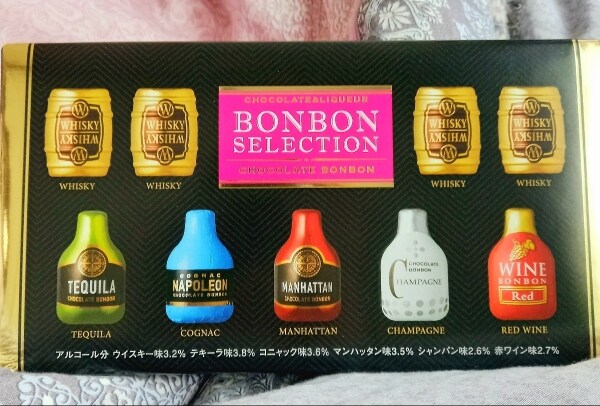 CHOCOLATE&LIQUEUR
BONBON
SELECTION
CHOCOLATE BONBON
W
WHISKY
WHISKY
W
WHISKY
W
WHISKY
WHISKY
W
WHISKY
W
WHISKY
WHISKY
W
WHISKY
W
WHISKY
WHISKY
W
WHISKY
TEQUILA
CHOCOLATE BONBON
TEQUILA
COGNAC
NAPOLEON
CHOCOLATE BONBON
COGNAC
MANHATTAN
CHOCOLATE BONBON
MANHATTAN
CHOCOLATE
BONBON
CHAMPAGNE
CHAMPAGNE
WINE
BONBON
Red
RED WINE
アルコール分 ウイスキー味3.2% テキーラ味3.8% コニャック味3.6% マンハッタン味3.5% シャンパン味2.6% 赤ワイン味2.7%